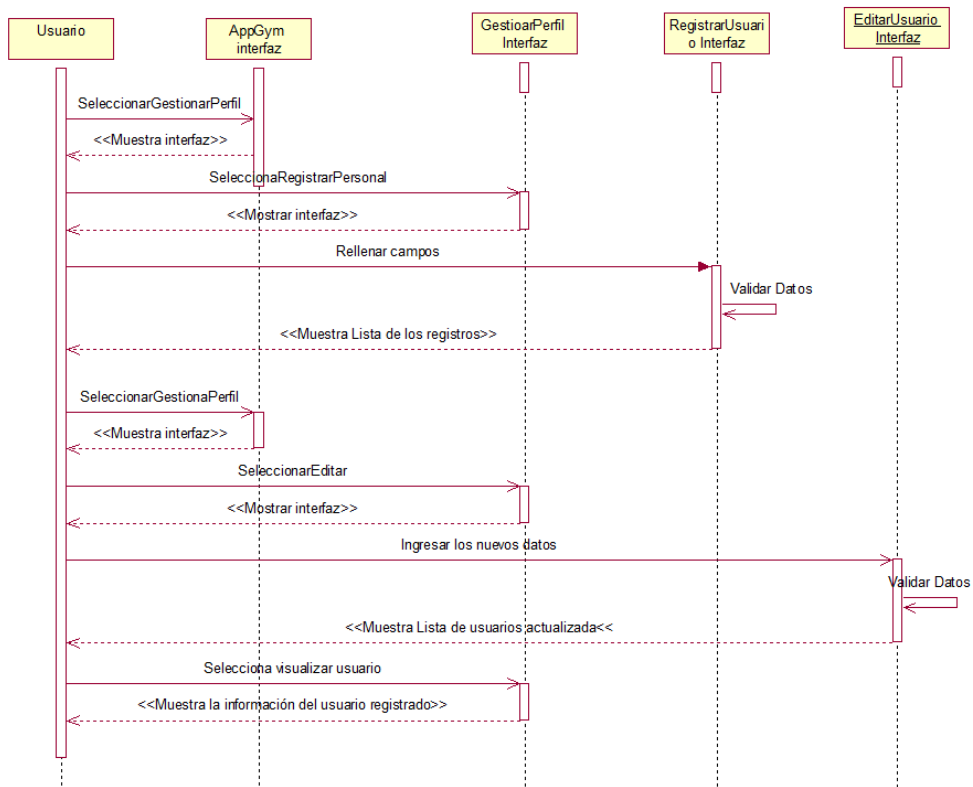 Usuario
AppGym
interfaz
GestioarPerfil
Interfaz
RegistrarUsuari
o Interfaz
EditarUsuario
Interfaz
SeleccionarGestionarPerfil
<<Muestra interfaz>>
SeleccionaRegistrarPersonal
<<Mostrar interfaz>>
Rellenar campos
Validar Datos
<<Muestra Lista de los registros>>
SeleccionarGestionaPerfil
<<Muestra interfaz>>
SeleccionarEditar
<<Mostrar interfaz>>
Ingresar los nuevos datos
Validar Datos
<<Muestra Lista de usuarios actualizada<<
Selecciona visualizar usuario
<<Muestra la información del usuario registrado>>